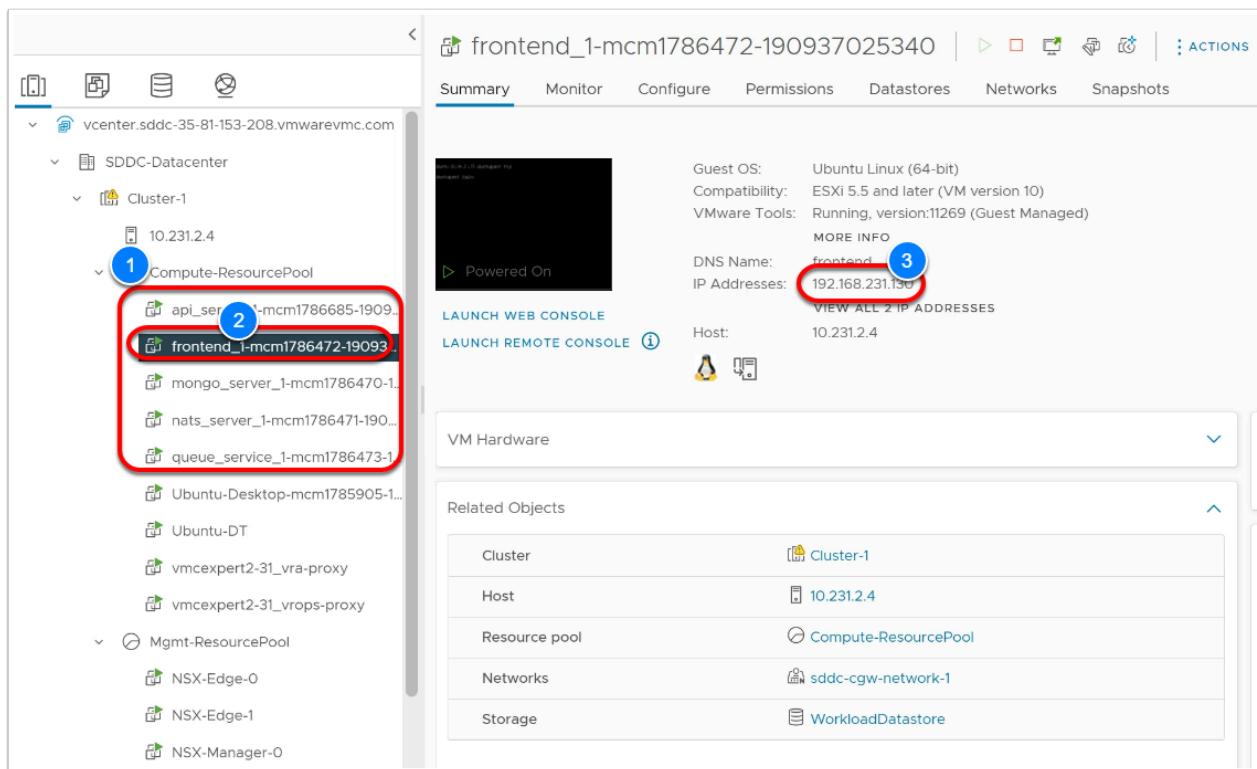 frontend_1-mcm1786472-190937025340
ACTIONS
Summary Monitor Configure Permissions Datastores Networks Snapshots
vcenter.sddc-35-81-153-208.vmwarevmc.com
SDDC-Datacenter
Cluster-1
10.231.2.4
1
Compute-ResourcePool
api_ser 1-mcm1786685-1909...
2
frontend_1-mcm1786472-19093...
mongo_server_1-mcm1786470-1...
nats_server_1-mcm1786471-190...
queue_service_1-mcm1786473-1...
Ubuntu-Desktop-mcm1785905-1...
Ubuntu-DT
vmcexpert2-31_vra-proxy
vmcexpert2-31_vrops-proxy
Mgmt-ResourcePool
NSX-Edge-0
NSX-Edge-1
NSX-Manager-0
Powered On
LAUNCH WEB CONSOLE
LAUNCH REMOTE CONSOLE
Guest OS: Ubuntu Linux (64-bit)
Compatibility: ESXi 5.5 and later (VM version 10)
VMware Tools: Running, version:11269 (Guest Managed)
MORE INFO
DNS Name: frontend
3
IP Addresses: 192.168.231.130
VIEW ALL 2 IP ADDRESSES
Host: 10.231.2.4
VM Hardware
Related Objects
Cluster Cluster-1
Host 10.231.2.4
Resource pool Compute-ResourcePool
Networks sddc-cgw-network-1
Storage WorkloadDatastore